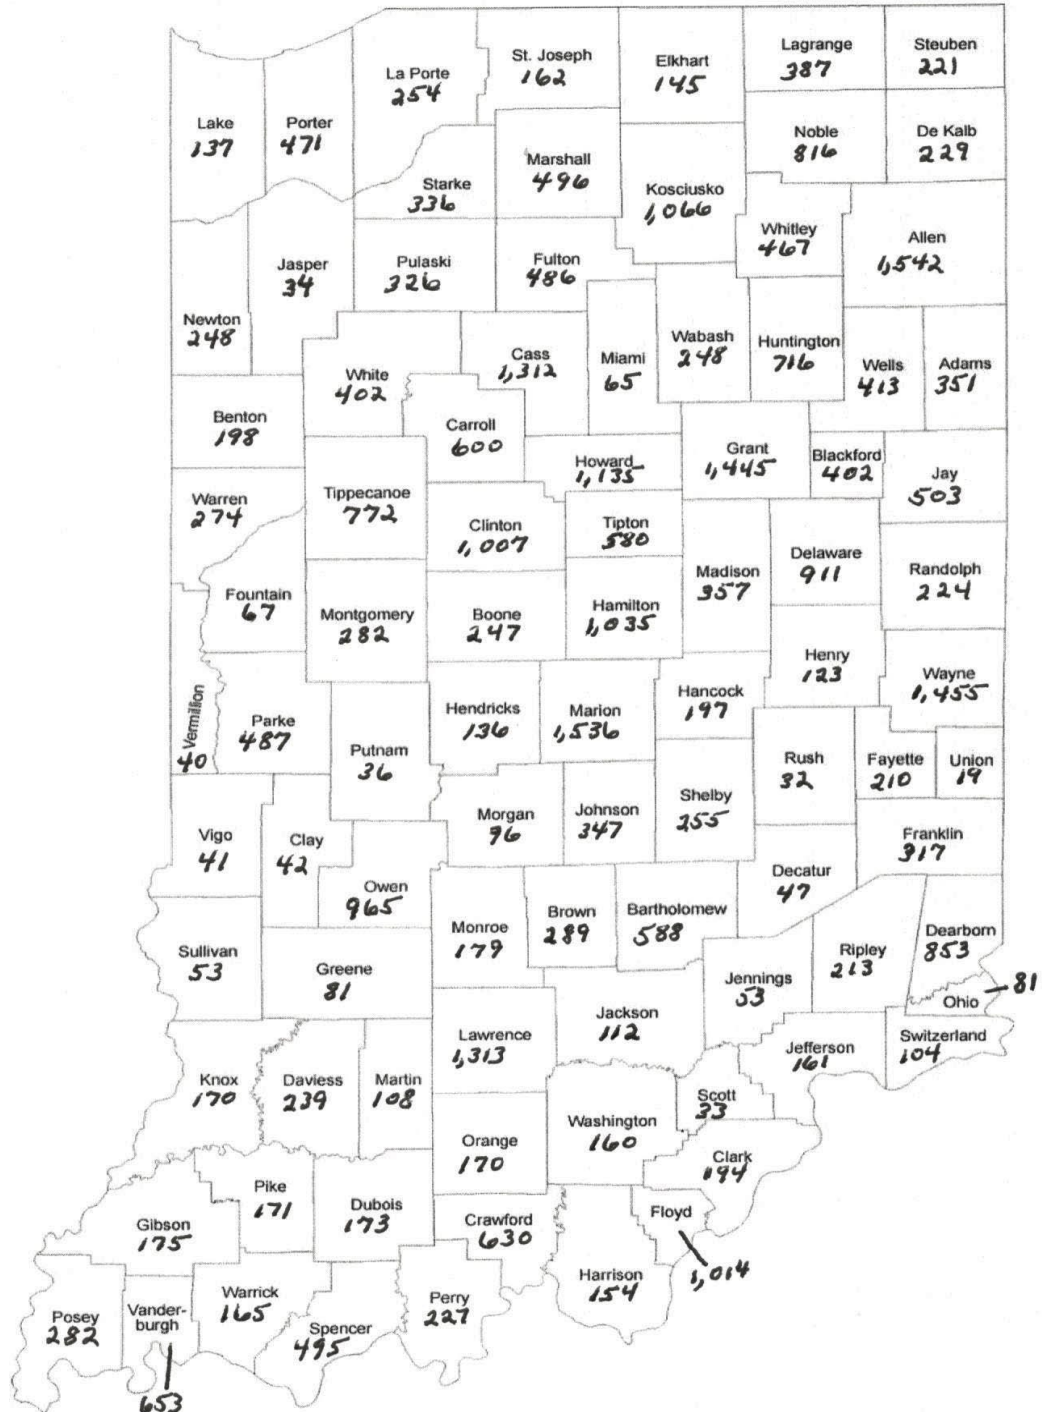 St. Joseph
162
Elkhart
145
Lagrange
387
Steuben
221
La Porte
254
Lake
137
Porter
471
Noble
816
De Kalb
229
Marshall
496
Starke
336
Kosciusko
1,066
Whitley
467
Allen
1,542
Jasper
34
Pulaski
326
Fulton
486
Newton
248
Wabash
248
Huntington
716
Cass
1,312
Miami
65
Wells
413
Adams
351
White
402
Benton
198
Carroll
600
Grant
1,445
Blackford
402
Howard
1,135
Jay
503
Warren
274
Tippecanoe
772
Clinton
1,007
Tipton
580
Delaware
911
Madison
357
Randolph
224
Fountain
67
Montgomery
282
Boone
247
Hamilton
1,035
Henry
123
Wayne
1,455
Vermillion
40
Parke
487
Hendricks
136
Marion
1,536
Hancock
197
Putnam
36
Rush
32
Fayette
210
Union
19
Morgan
96
Johnson
347
Shelby
255
Vigo
41
Clay
42
Franklin
317
Decatur
47
Owen
965
Monroe
179
Brown
289
Bartholomew
588
Dearborn
853
Ripley
213
Sullivan
53
Greene
81
Jennings
53
Ohio
81
Lawrence
1,313
Jackson
112
Jefferson
161
Switzerland
104
Knox
170
Daviess
239
Martin
108
Scott
33
Washington
160
Orange
170
Clark
194
Pike
171
Dubois
173
Gibson
175
Crawford
630
Floyd
1,014
Harrison
154
Posey
282
Vander-
burgh
653
Warrick
165
Spencer
495
Perry
227